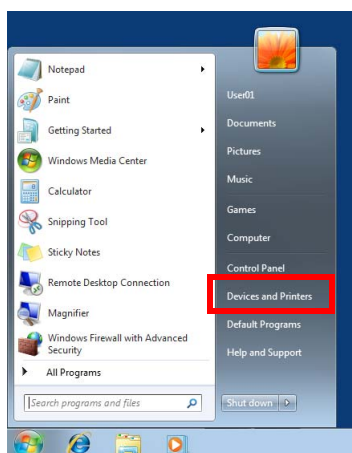 Notepad
Paint
Getting Started
Windows Media Center
Calculator
Snipping Tool
Sticky Notes
Remote Desktop Connection
Magnifier
Windows Firewall with Advanced
Security
All Programs
Search programs and files
User01
Documents
Pictures
Music
Games
Computer
Control Panel
Devices and Printers
Default Programs
Help and Support
Shut down